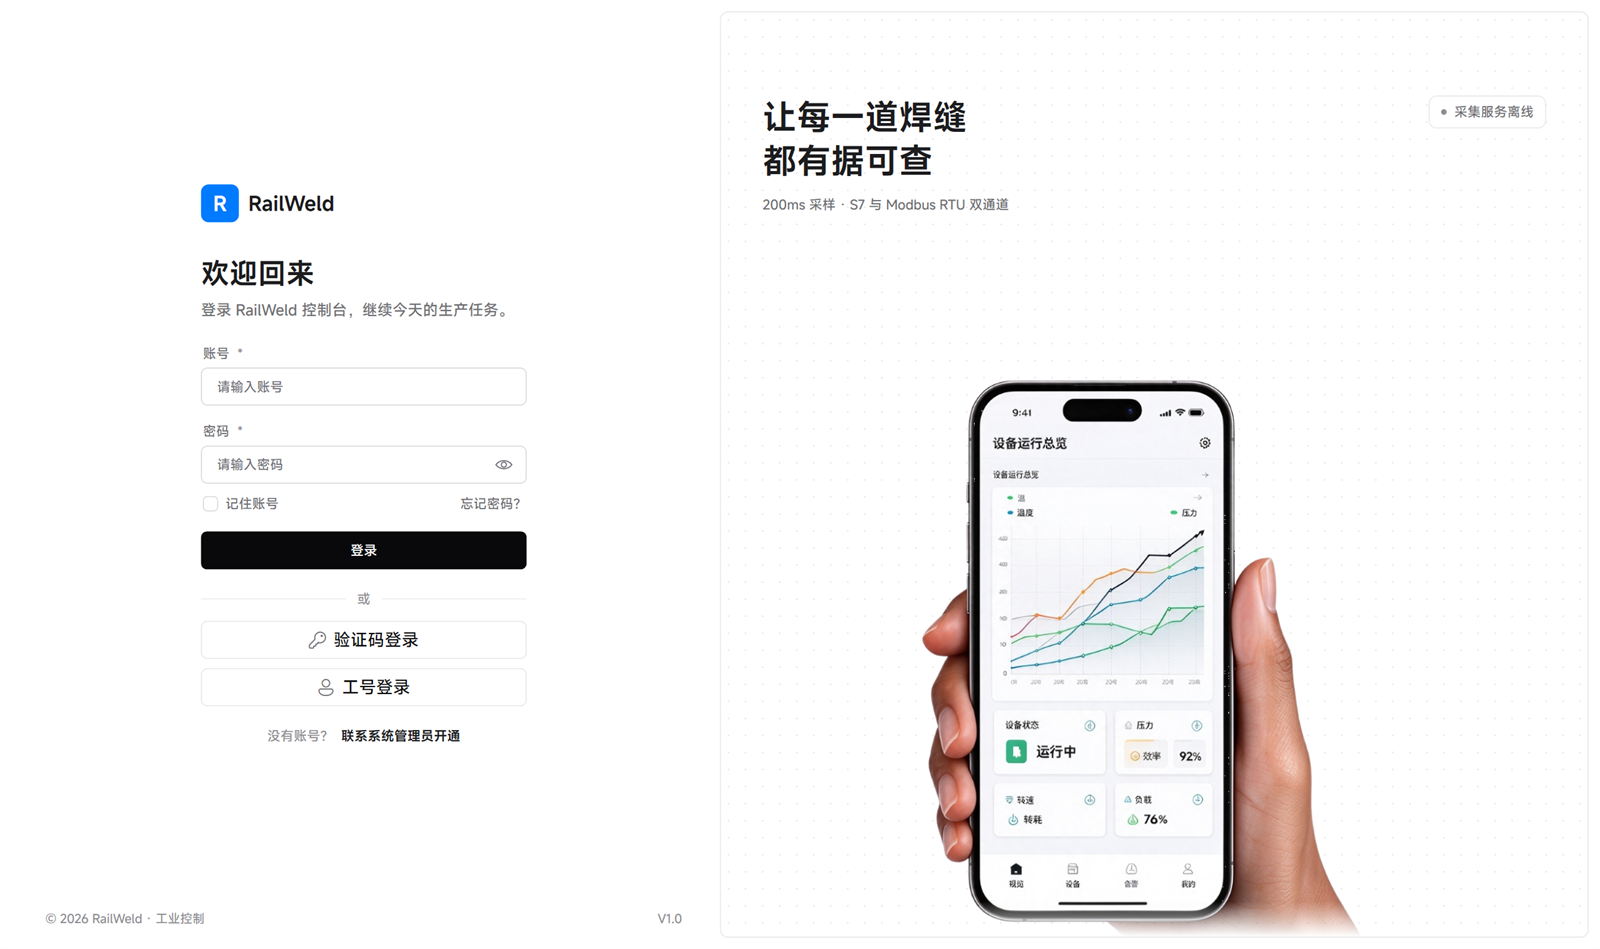 R RailWeld
欢迎回来
登录 RailWeld 控制台，继续今天的生产任务。
账号 *
请输入账号
密码 *
请输入密码
记住账号 忘记密码?
登录
或
验证码登录
工号登录
没有账号? 联系系统管理员开通
© 2026 RailWeld · 工业控制 V1.0
让每一道焊缝
都有据可查
200ms 采样 · S7 与 Modbus RTU 双通道
采集服务离线
9:41
设备运行总览
设备运行总览
温度 压力
0
设备状态
运行中
压力
效率 92%
转速
转耗
负载
76%
设备
我的